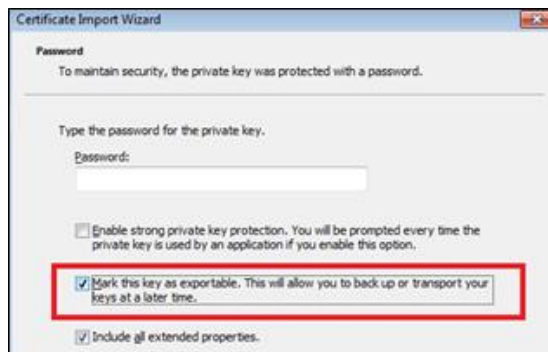 Certificate Import Wizard
Password
To maintain security, the private key was protected with a password.
Type the password for the private key.
Password:
Enable strong private key protection. You will be prompted every time the
private key is used by an application if you enable this option.
Mark this key as exportable. This will allow you to back up or transport your
keys at a later time.
Include all extended properties.